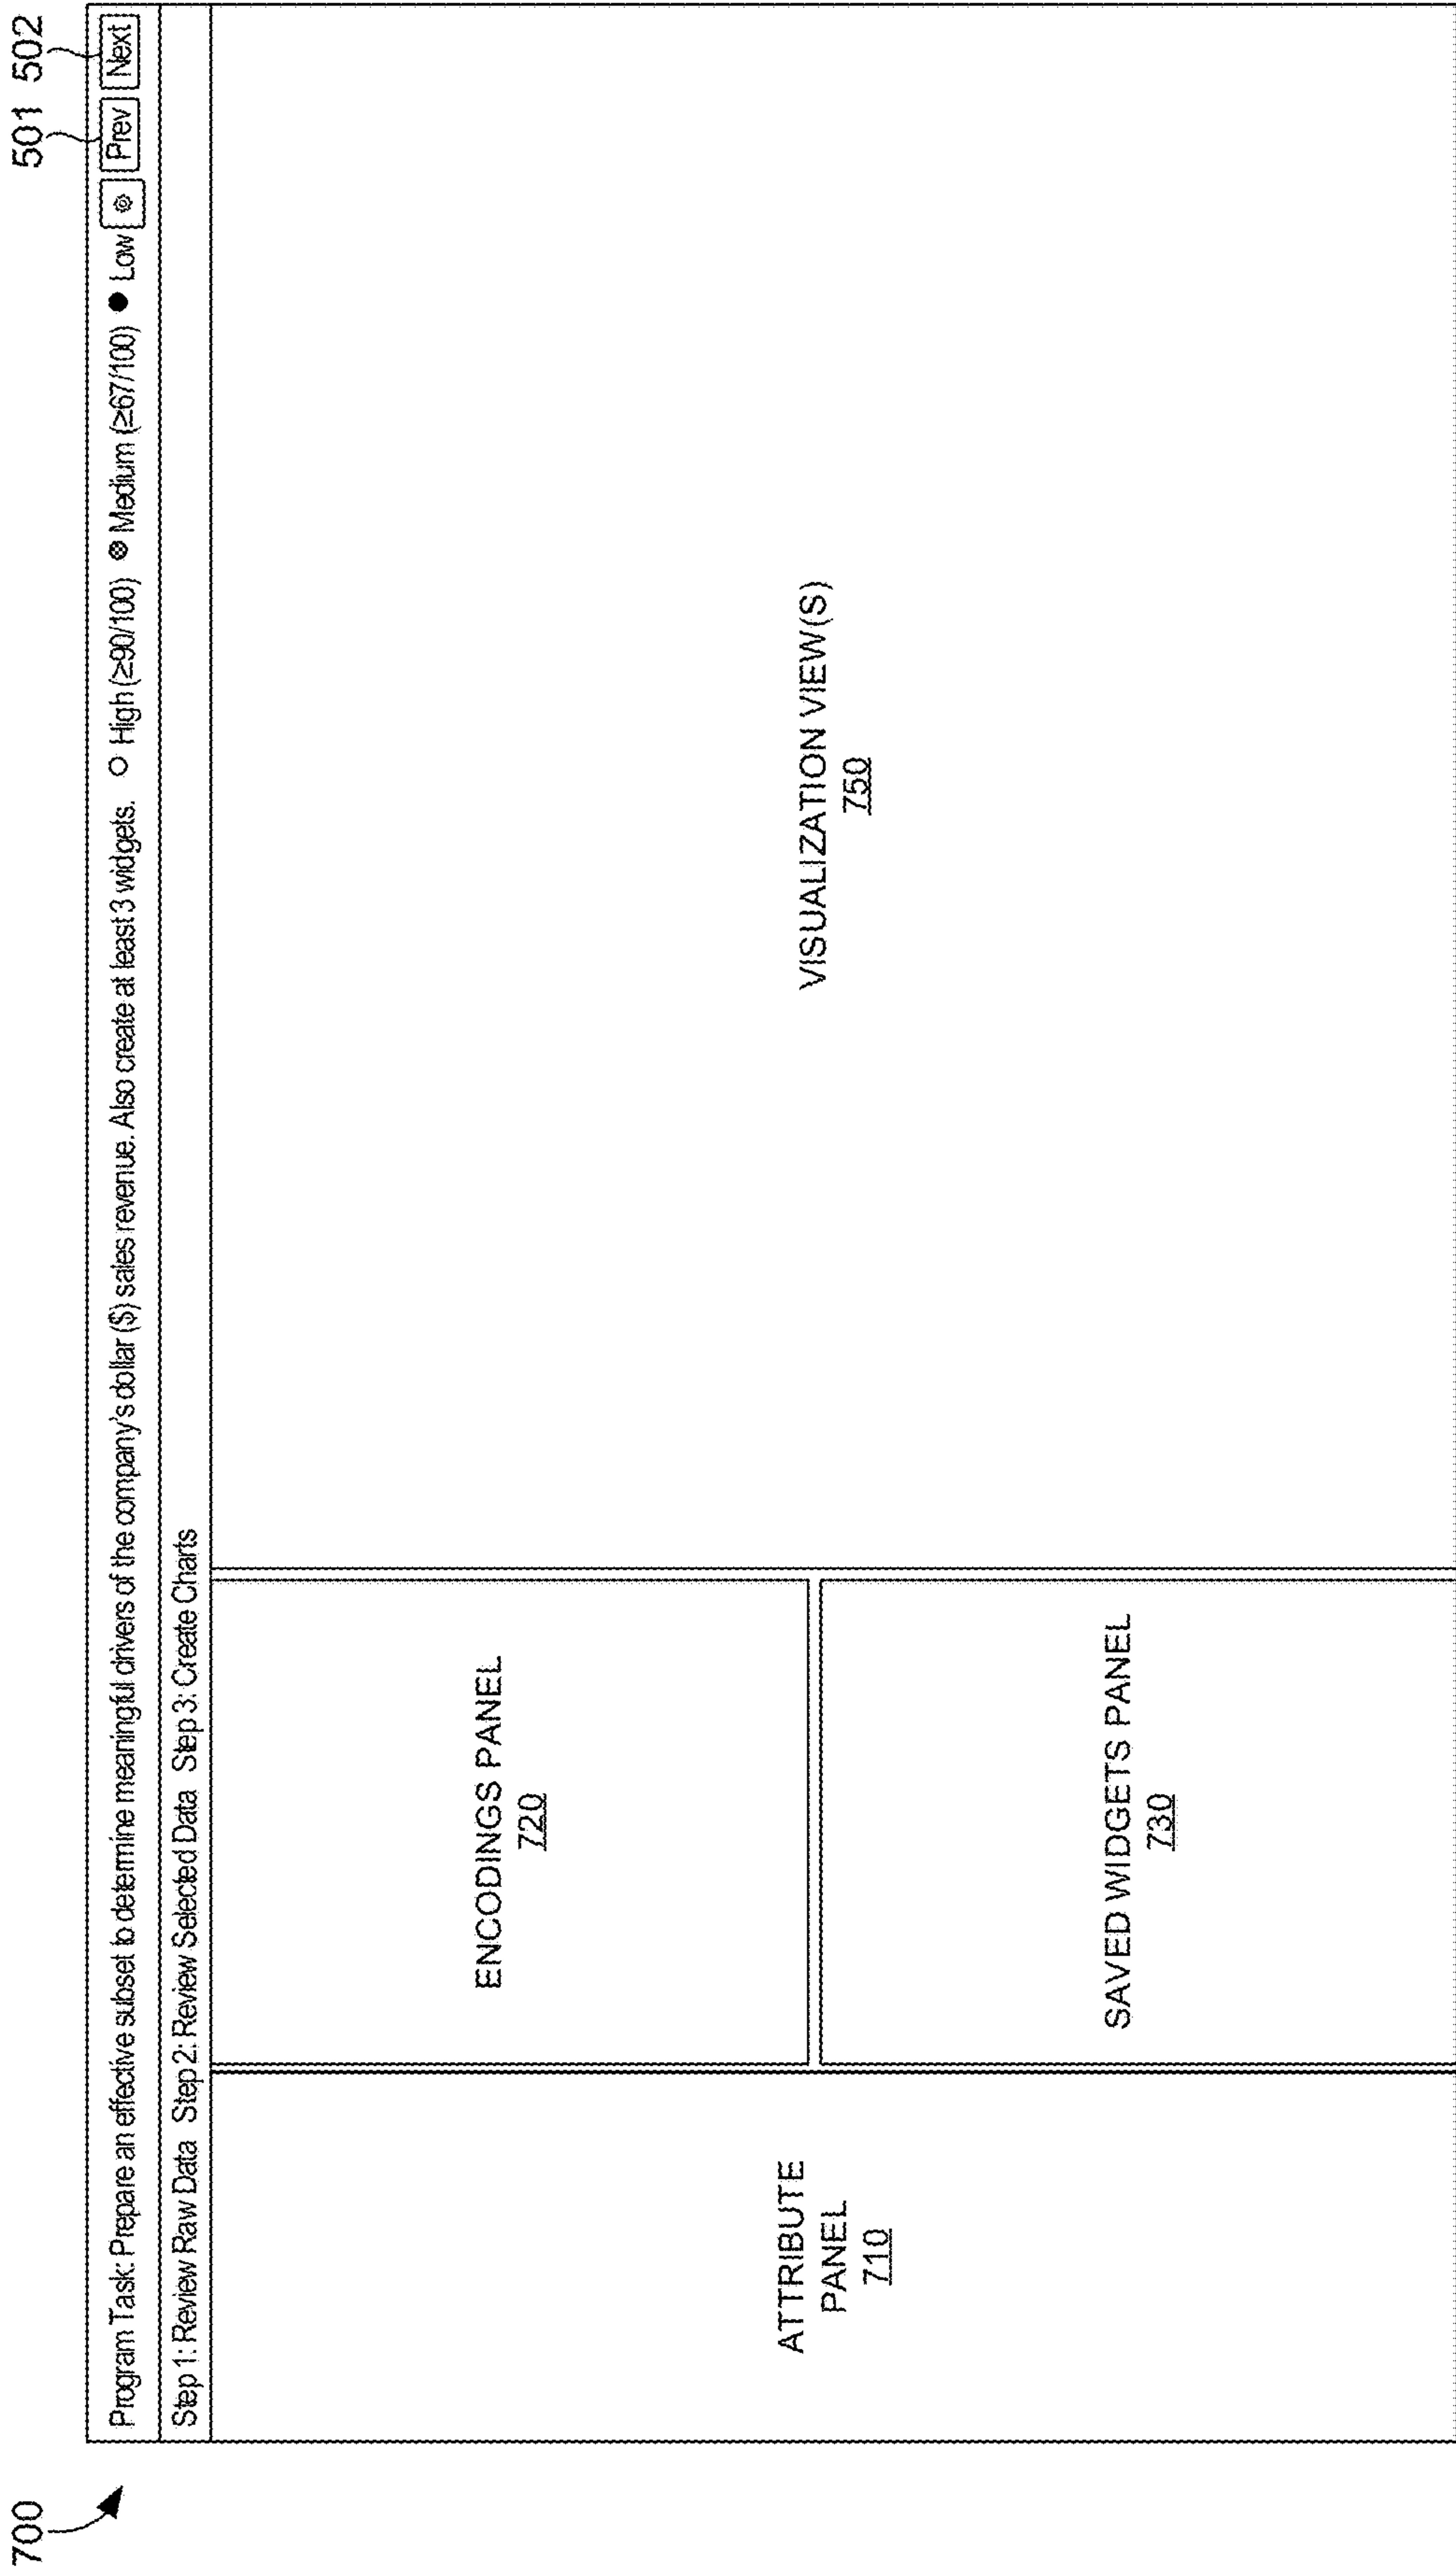 700
501 502
Program Task: Prepare an effective subset to determine meaningful drivers of the company's dollar ($) sales revenue. Also create at least 3 widgets. High (≥90/100) Medium (≥67/100) Low Prev Next
Step 1: Review Raw Data Step 2: Review Selected Data Step 3: Create Charts
ATTRIBUTE
PANEL
710
ENCODINGS PANEL
720
SAVED WIDGETS PANEL
730
VISUALIZATION VIEW(S)
750